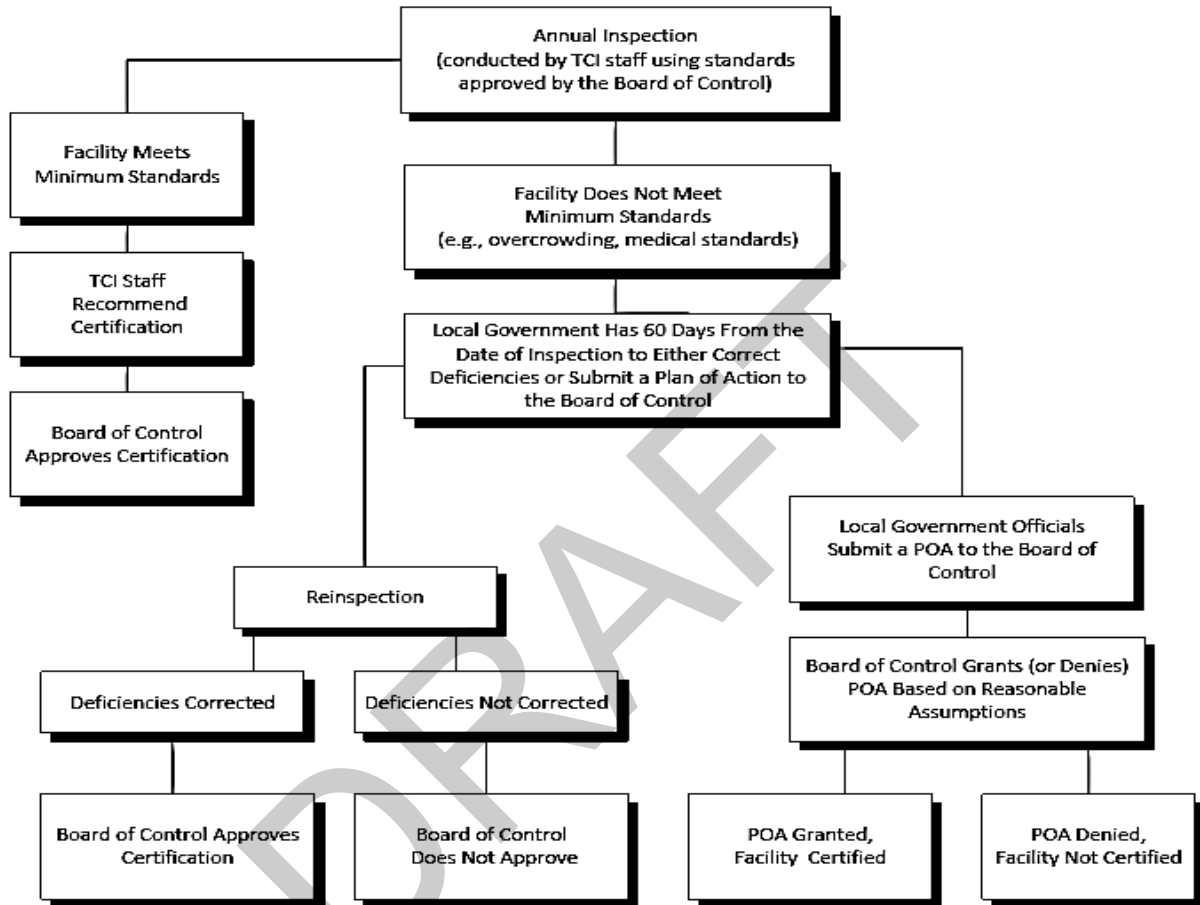 Annual Inspection
(conducted by TCI staff using standards
approved by the Board of Control)
Facility Meets
Minimum Standards
Facility Does Not Meet
Minimum Standards
(e.g., overcrowding, medical standards)
TCI Staff
Recommend
Certification
Local Government Has 60 Days From the
Date of Inspection to Either Correct
Deficiencies or Submit a Plan of Action to
the Board of Control
Board of Control
Approves Certification
Local Government Officials
Submit a POA to the Board of
Control
Reinspection
Board of Control Grants (or Denies)
POA Based on Reasonable
Assumptions
Deficiencies Corrected
Deficiencies Not Corrected
Board of Control Approves
Certification
Board of Control
Does Not Approve
POA Granted,
Facility Certified
POA Denied,
Facility Not Certified
DRAFT